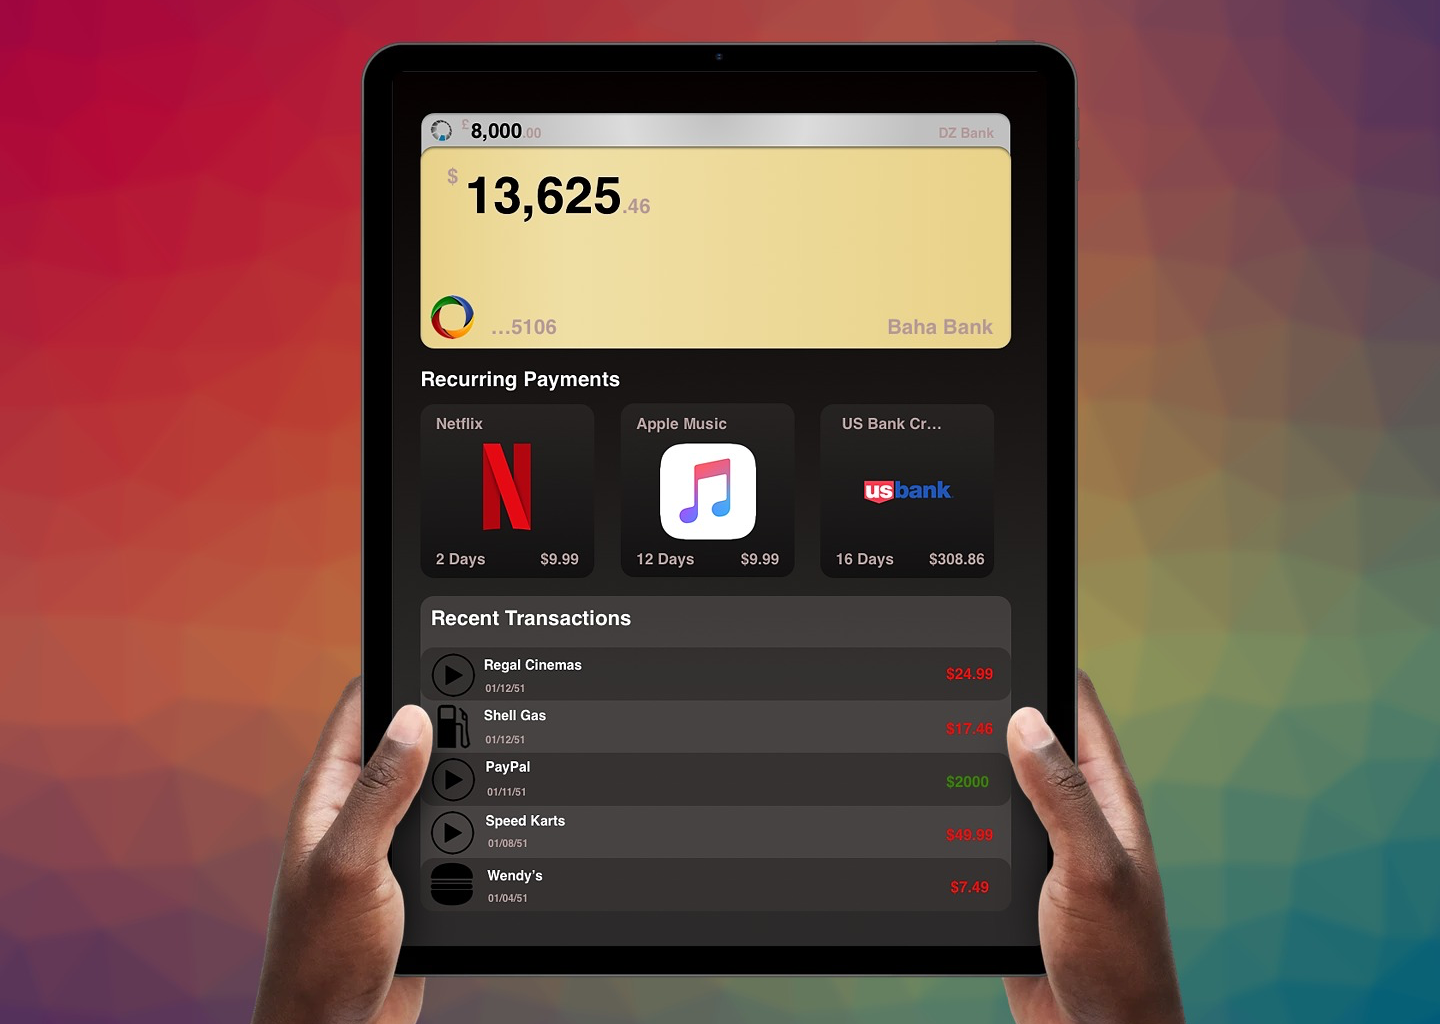 £8,000.00 DZ Bank
$13,625.46
...5106 Baha Bank
Recurring Payments
Netflix Apple Music US Bank Cr...
usbank
2 Days $9.99 12 Days $9.99 16 Days $308.86
Recent Transactions
Regal Cinemas
01/12/51 $24.99
Shell Gas
01/12/51 $17.46
PayPal
01/11/51 $2000
Speed Karts
01/08/51 $49.99
Wendy’s
01/04/51 $7.49